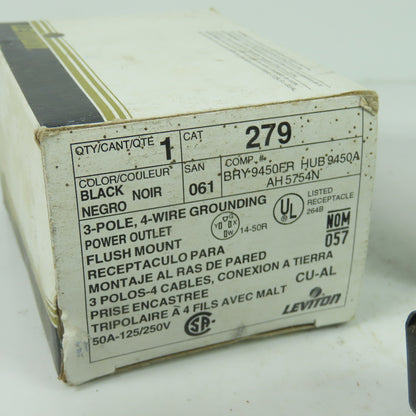 QTY/CANT/QTÉ 1 CAT 279
COLOR/COULEUR SAN COMP. #
BLACK NOIR 061 BRY 9450FR HUB 9450A
NEGRO AH 5754N
3-POLE, 4-WIRE GROUNDING
POWER OUTLET 14-50R UL LISTED RECEPTACLE 264B
FLUSH MOUNT NOM 057
RECEPTACULO PARA
MONTAJE AL RAS DE PARED
3 POLOS-4 CABLES, CONEXION A TIERRA
PRISE ENCASTREE CU-AL
TRIPOLAIRE À 4 FILS AVEC MALT
50A-125/250V SA LEVITON